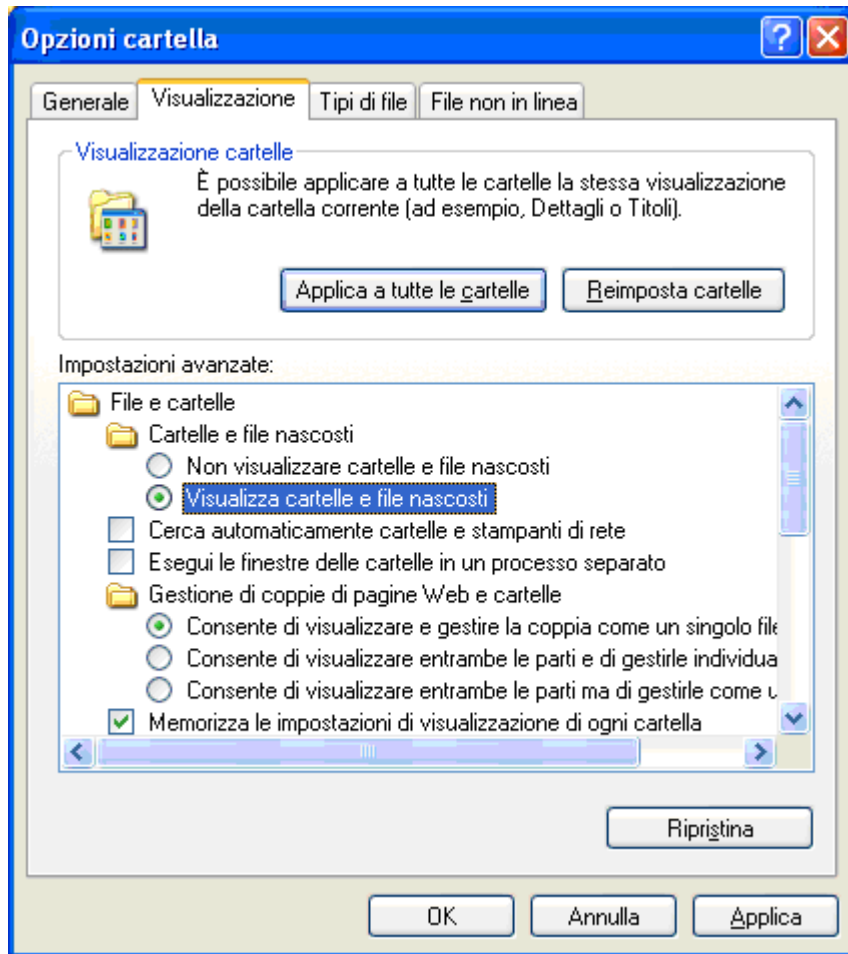 Opzioni cartella
Generale Visualizzazione Tipi di file File non in linea
Visualizzazione cartelle
È possibile applicare a tutte le cartelle la stessa visualizzazione
della cartella corrente (ad esempio, Dettagli o Titoli).
Applica a tutte le cartelle Reimposta cartelle
Impostazioni avanzate:
File e cartelle
Cartelle e file nascosti
Non visualizzare cartelle e file nascosti
Visualizza cartelle e file nascosti
Cerca automaticamente cartelle e stampanti di rete
Esegui le finestre delle cartelle in un processo separato
Gestione di coppie di pagine Web e cartelle
Consente di visualizzare e gestire la coppia come un singolo file
Consente di visualizzare entrambe le parti e di gestirle individua
Consente di visualizzare entrambe le parti ma di gestirle come
Memorizza le impostazioni di visualizzazione di ogni cartella
Ripristina
OK Annulla Applica